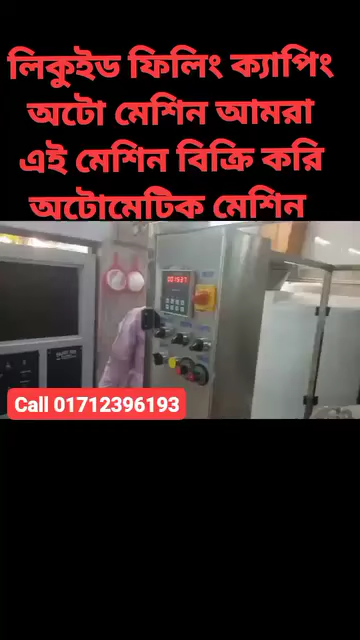 লিকুইড ফিলিং ক্যাপিং
অটো মেশিন আমরা
এই মেশিন বিক্রি করি
অটোমেটিক মেশিন
Call 01712396193